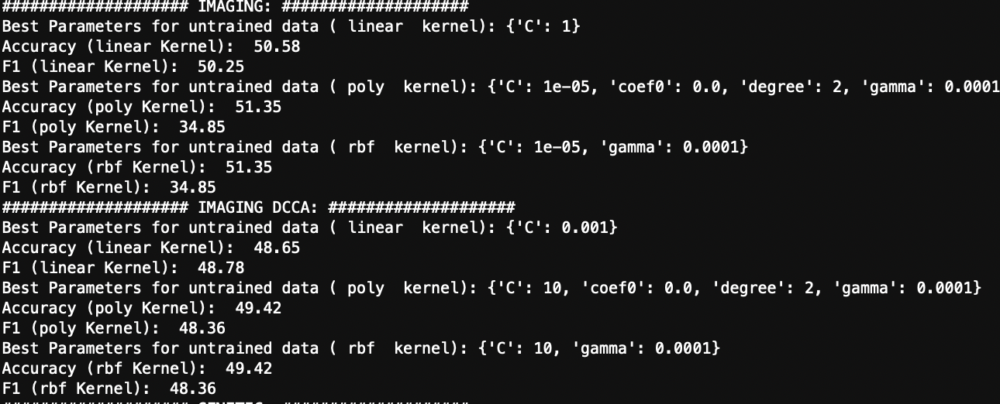 #################### IMAGING: ####################
Best Parameters for untrained data ( linear  kernel): {'C': 1}
Accuracy (linear Kernel):  50.58
F1 (linear Kernel):  50.25
Best Parameters for untrained data ( poly  kernel): {'C': 1e-05, 'coef0': 0.0, 'degree': 2, 'gamma': 0.0001
Accuracy (poly Kernel):  51.35
F1 (poly Kernel):  34.85
Best Parameters for untrained data ( rbf  kernel): {'C': 1e-05, 'gamma': 0.0001}
Accuracy (rbf Kernel):  51.35
F1 (rbf Kernel):  34.85
#################### IMAGING DCCA: ####################
Best Parameters for untrained data ( linear  kernel): {'C': 0.001}
Accuracy (linear Kernel):  48.65
F1 (linear Kernel):  48.78
Best Parameters for untrained data ( poly  kernel): {'C': 10, 'coef0': 0.0, 'degree': 2, 'gamma': 0.0001}
Accuracy (poly Kernel):  49.42
F1 (poly Kernel):  48.36
Best Parameters for untrained data ( rbf  kernel): {'C': 10, 'gamma': 0.0001}
Accuracy (rbf Kernel):  49.42
F1 (rbf Kernel):  48.36